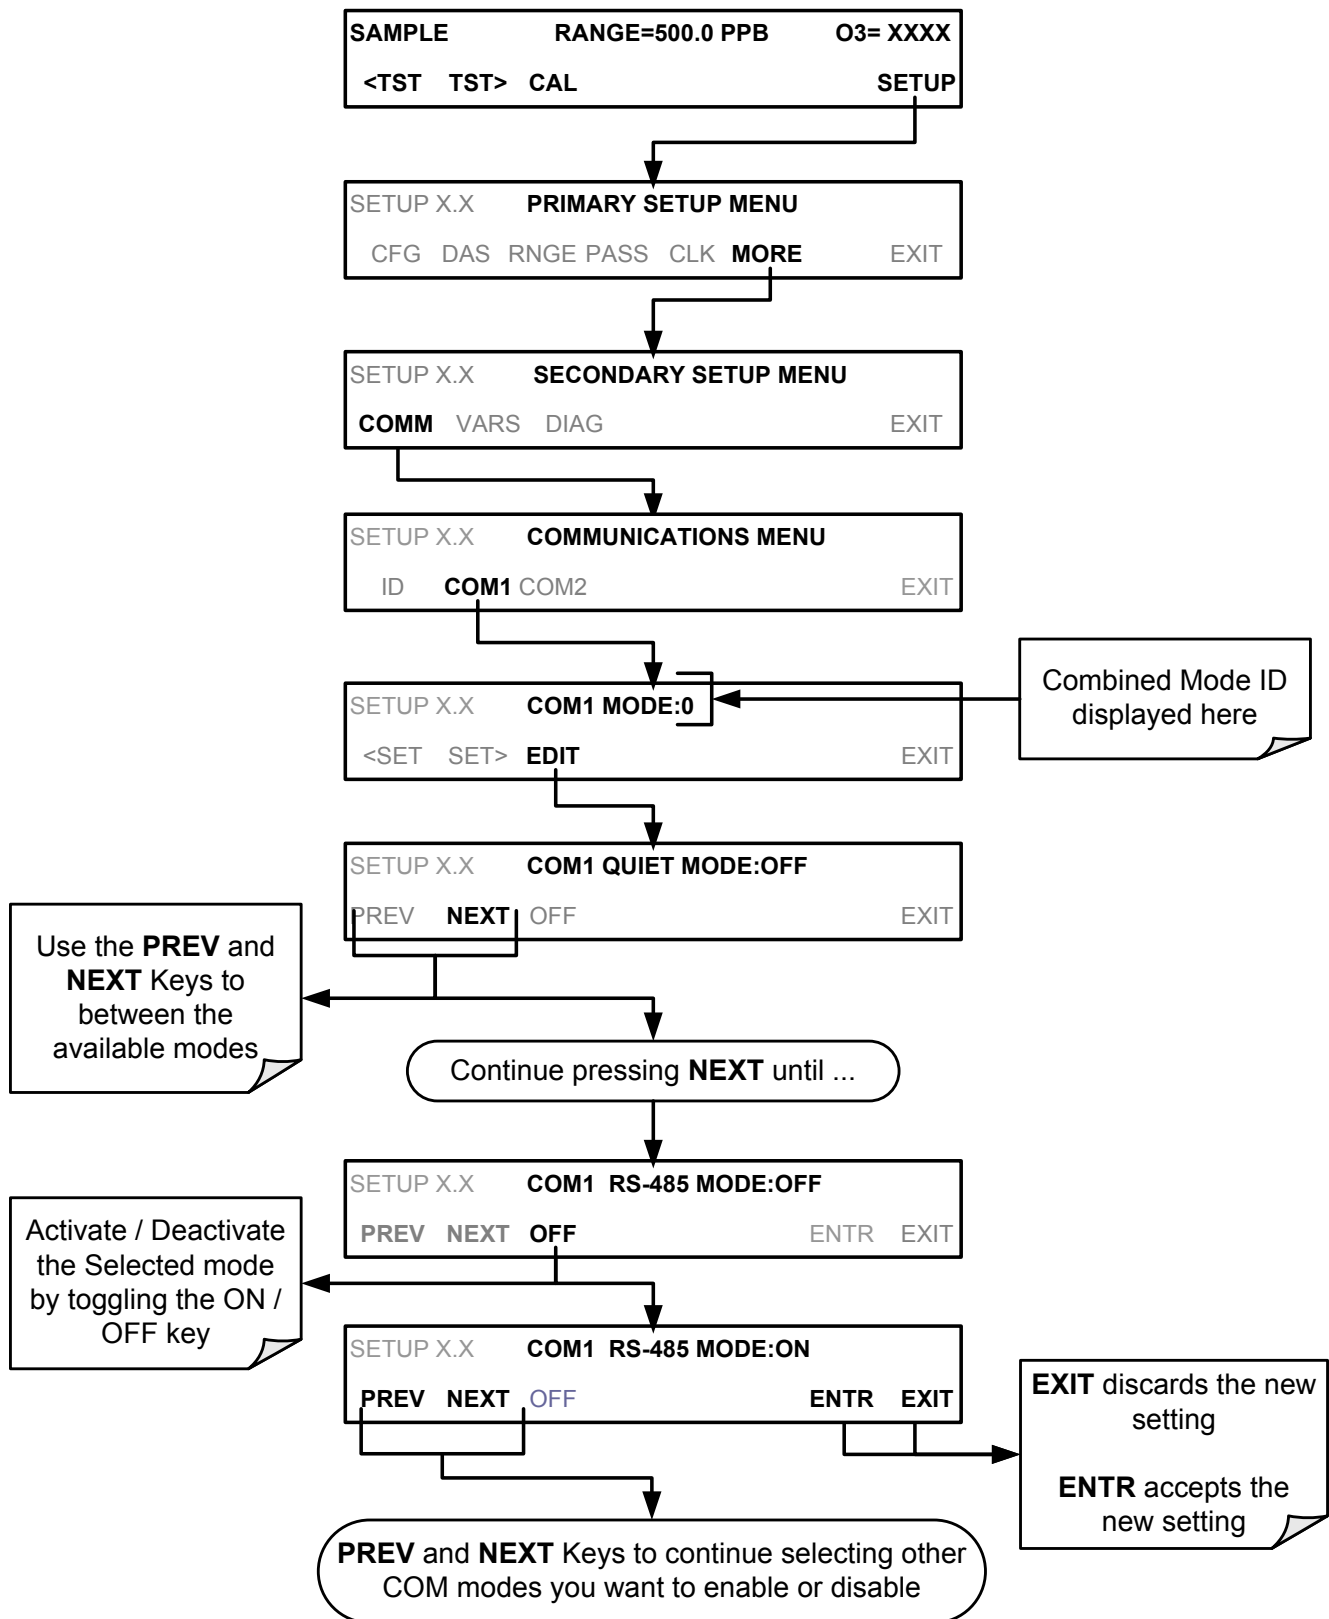 SAMPLE RANGE=500.0 PPB O3= XXXX
<TST TST> CAL SETUP
SETUP X.X PRIMARY SETUP MENU
CFG DAS RNGE PASS CLK MORE EXIT
SETUP X.X SECONDARY SETUP MENU
COMM VARS DIAG EXIT
SETUP X.X COMMUNICATIONS MENU
ID COM1 COM2 EXIT
SETUP X.X COM1 MODE:0
<SET SET> EDIT EXIT
Combined Mode ID
displayed here
SETUP X.X COM1 QUIET MODE:OFF
PREV NEXT OFF EXIT
Use the PREV and
NEXT Keys to
between the
available modes
Continue pressing NEXT until ...
SETUP X.X COM1 RS-485 MODE:OFF
PREV NEXT OFF ENTR EXIT
Activate / Deactivate
the Selected mode
by toggling the ON /
OFF key
SETUP X.X COM1 RS-485 MODE:ON
PREV NEXT OFF ENTR EXIT
EXIT discards the new
setting
ENTR accepts the
new setting
PREV and NEXT Keys to continue selecting other
COM modes you want to enable or disable